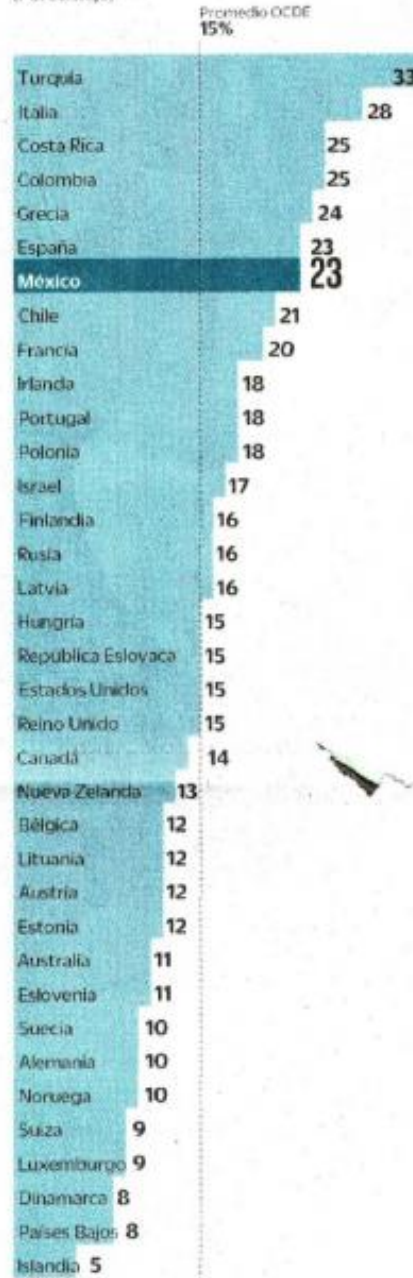 Promedio OCDE
15%
Turquía 33
Italia 28
Costa Rica 25
Colombia 25
Grecia 24
España 23
México 23
Chile 21
Francia 20
Irlanda 18
Portugal 18
Polonia 18
Israel 17
Finlandia 16
Rusia 16
Latvia 16
Hungría 15
República Eslovaca 15
Estados Unidos 15
Reino Unido 15
Canadá 14
Nueva Zelanda 13
Bélgica 12
Lituania 12
Austria 12
Estonia 12
Australia 11
Eslovenia 11
Suecia 10
Alemania 10
Noruega 10
Suiza 9
Luxemburgo 9
Dinamarca 8
Países Bajos 8
Islandia 5